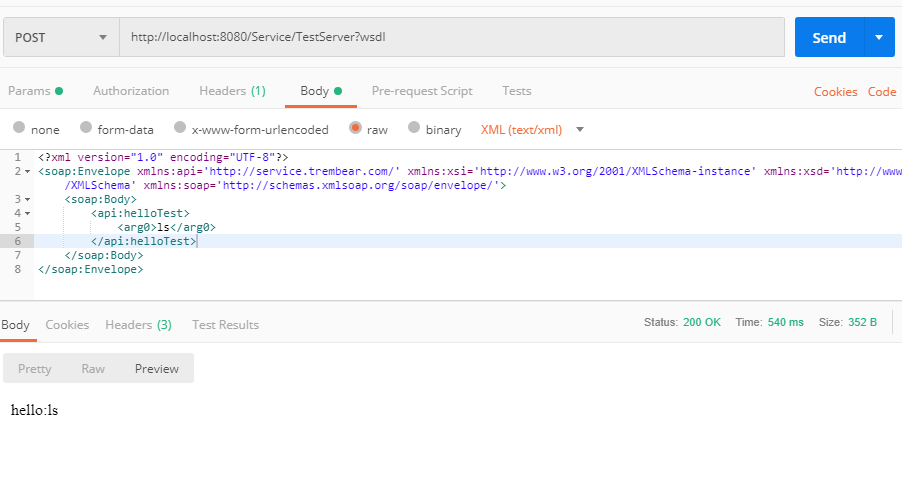 POST http://localhost:8080/Service/TestServer?wsdl Send
Params Authorization Headers (1) Body Pre-request Script Tests Cookies Code
none form-data x-www-form-urlencoded raw binary XML (text/xml)
1 <?xml version="1.0" encoding="UTF-8"?>
2 <soap:Envelope xmlns:api='http://service.trembear.com/' xmlns:xsi='http://www.w3.org/2001/XMLSchema-instance' xmlns:xsd='http://www
/XMLSchema' xmlns:soap='http://schemas.xmlsoap.org/soap/envelope/'>
3 <soap:Body>
4 <api:helloTest>
5 <arg0>ls</arg0>
6 </api:helloTest>
7 </soap:Body>
8 </soap:Envelope>
Body Cookies Headers (3) Test Results Status: 200 OK Time: 540 ms Size: 352 B
Pretty Raw Preview
hello:ls